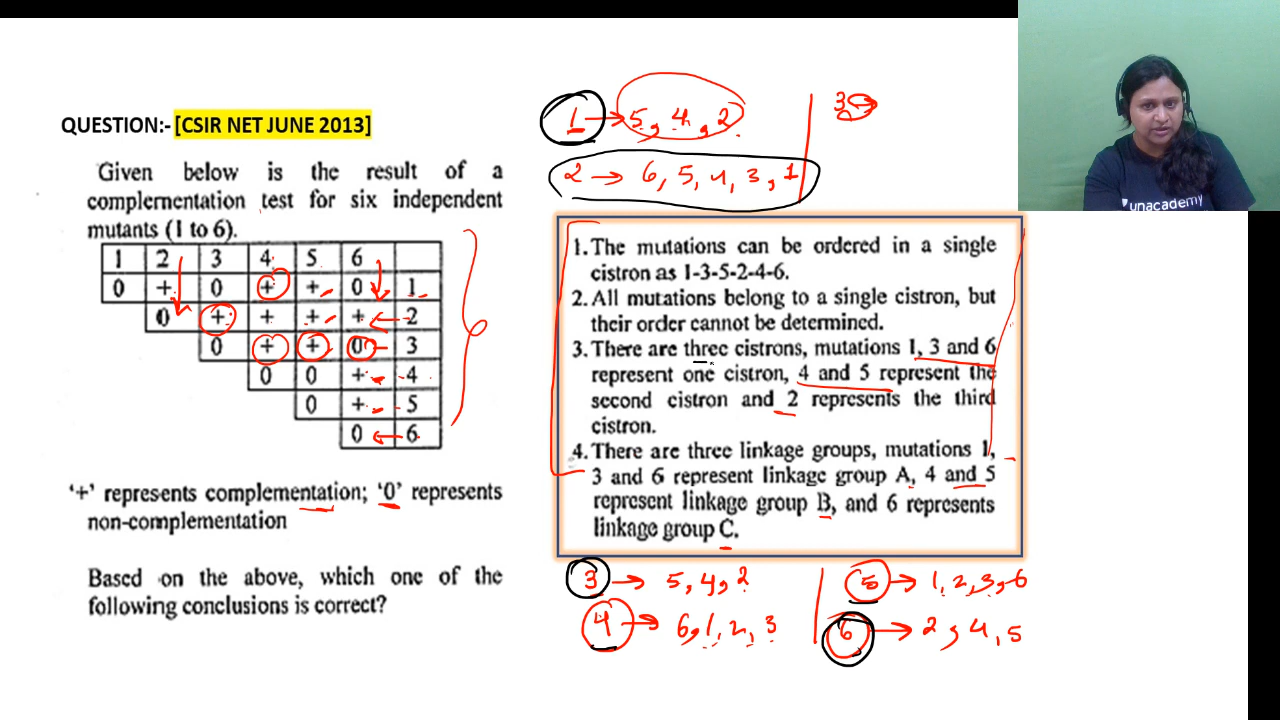 QUESTION:- [CSIR NET JUNE 2013]
Given below is the result of a
complementation test for six independent
mutants (1 to 6).
1 2 3 4 5 6
0 + 0 + + 0 1
0 + + + + 2
0 + + 0 3
0 0 + 4
0 + 5
0 6
'+' represents complementation; '0' represents
non-complementation
Based on the above, which one of the
following conclusions is correct?
1 → 5, 4, 2
3
2 → 6, 5, 4, 3, 1
1. The mutations can be ordered in a single
cistron as 1-3-5-2-4-6.
2. All mutations belong to a single cistron, but
their order cannot be determined.
3. There are three cistrons, mutations 1, 3 and 6
represent one cistron, 4 and 5 represent the
second cistron and 2 represents the third
cistron.
4. There are three linkage groups, mutations 1,
3 and 6 represent linkage group A, 4 and 5
represent linkage group B, and 6 represents
linkage group C.
3 → 5, 4, 2
5 → 1, 2, 3, 6
4 → 6, 1, 2, 3
6 → 2, 4, 5
unacademy